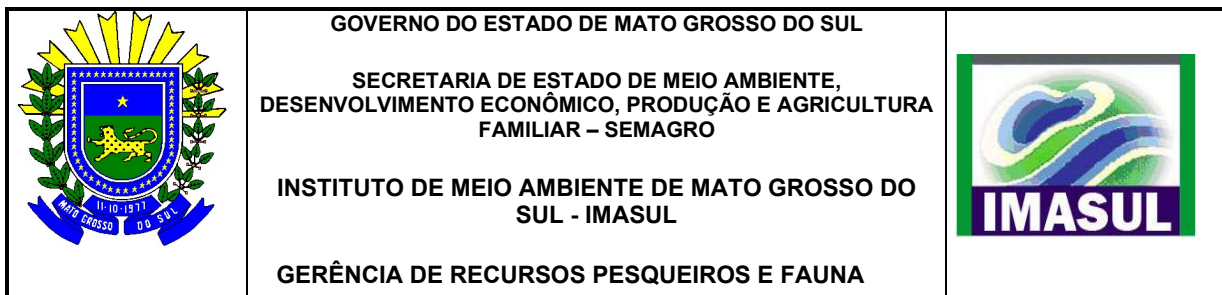 GOVERNO DO ESTADO DE MATO GROSSO DO SUL
SECRETARIA DE ESTADO DE MEIO AMBIENTE,
DESENVOLVIMENTO ECONÔMICO, PRODUÇÃO E AGRICULTURA
FAMILIAR – SEMAGRO
INSTITUTO DE MEIO AMBIENTE DE MATO GROSSO DO
SUL - IMASUL
GERÊNCIA DE RECURSOS PESQUEIROS E FAUNA
11-10-1977
MATO GROSSO DO SUL
IMASUL